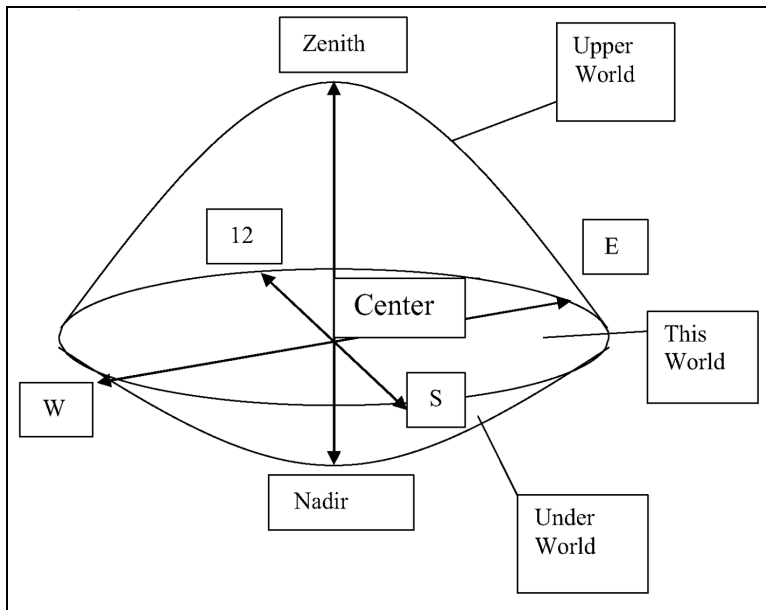 Zenith
Upper
World
12
E
Center
This
World
W
S
Nadir
Under
World